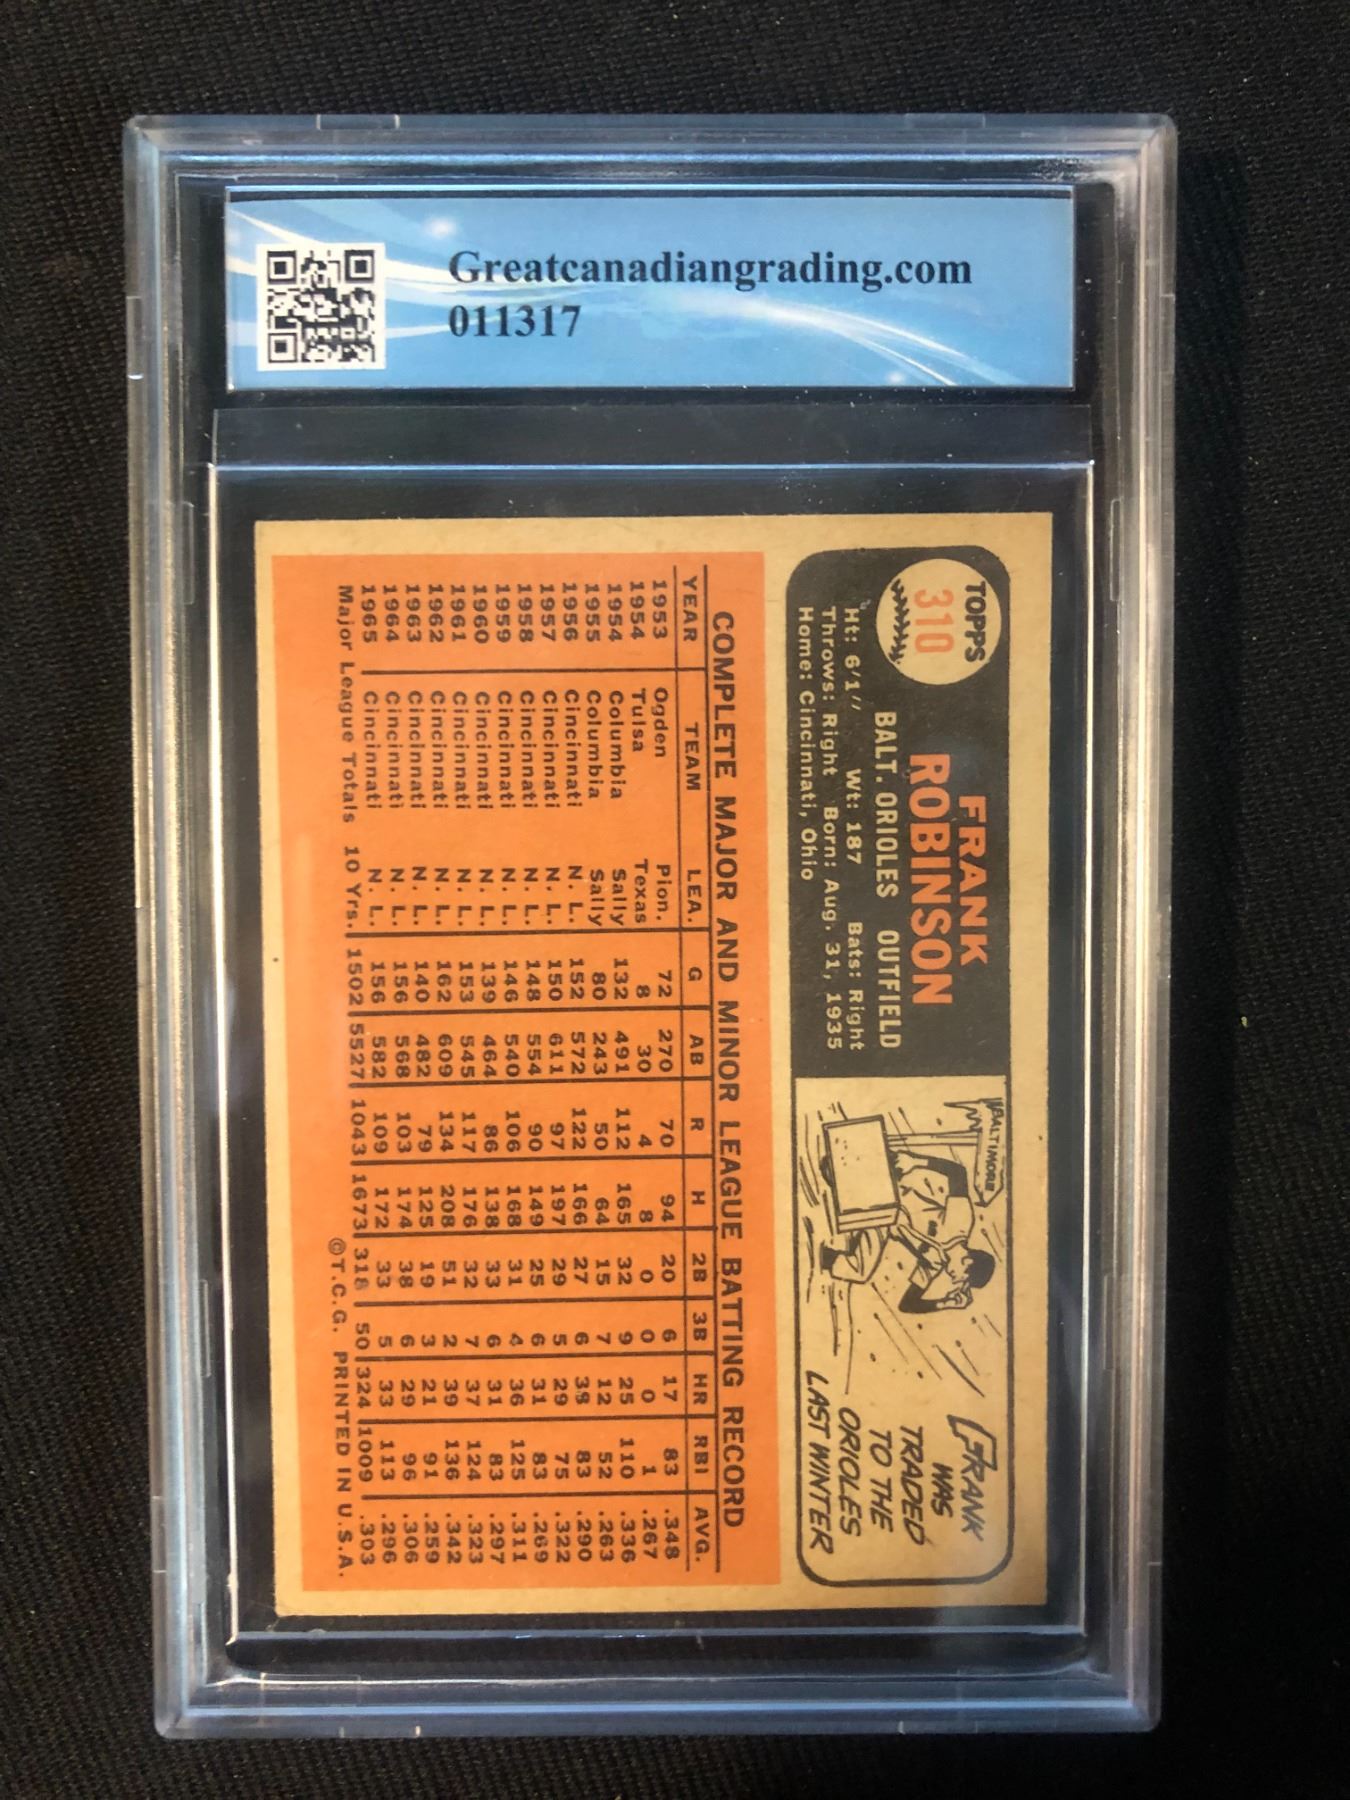 Greatcanadiangrading.com
011317
TOPPS
310
FRANK
ROBINSON
BALT. ORIOLES OUTFIELD
Ht: 6'1" Wt: 187 Bats: Right
Throws: Right Born: Aug. 31, 1935
Home: Cincinnati, Ohio
BALTIMORE
FRANK
WAS
TRADED
TO THE
ORIOLES
LAST WINTER
COMPLETE MAJOR AND MINOR LEAGUE BATTING RECORD
YEAR TEAM LEA. G AB R H 2B 3B HR RBI AVG.
1953 Ogden Pion. 72 270 70 94 20 6 17 83 .348
1954 Tulsa Texas 8 30 4 8 0 0 0 1 .267
1954 Columbia Sally 132 491 112 165 32 9 25 110 .336
1955 Columbia Sally 80 243 50 64 15 7 12 52 .263
1956 Cincinnati N. L. 152 572 122 166 27 6 38 83 .290
1957 Cincinnati N. L. 150 611 97 197 29 5 29 75 .322
1958 Cincinnati N. L. 148 554 90 149 25 6 31 83 .269
1959 Cincinnati N. L. 146 540 106 168 31 4 36 125 .311
1960 Cincinnati N. L. 139 464 86 138 33 6 31 83 .297
1961 Cincinnati N. L. 153 545 117 176 32 7 37 124 .323
1962 Cincinnati N. L. 162 609 134 208 51 2 39 136 .342
1963 Cincinnati N. L. 140 482 79 125 19 3 21 91 .259
1964 Cincinnati N. L. 156 568 103 174 38 6 29 96 .306
1965 Cincinnati N. L. 156 582 109 172 33 5 33 113 .296
Major League Totals 10 Yrs. 1502 5527 1043 1673 318 50 324 1009 .303
©T.C.G. PRINTED IN U.S.A.